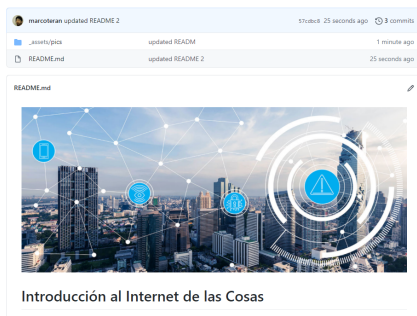 marcoteran updated README 2 57cdbc8 25 seconds ago 3 commits
_assets/pics updated READM 1 minute ago
README.md updated README 2 25 seconds ago
README.md
Introducción al Internet de las Cosas